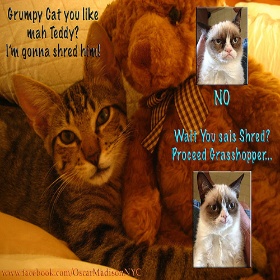 Grumpy Cat you like
mah Teddy?
I'm gonna shred him!
NO
Wait You sais Shred?
Proceed Grasshopper...
www.facebook.com/OscarMadisonNYC